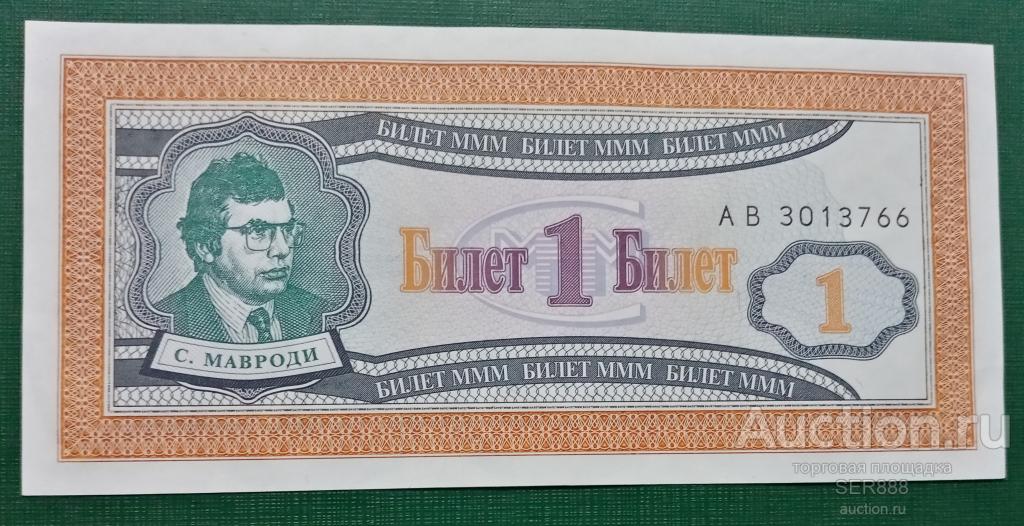 БИЛЕТ МММ БИЛЕТ МММ БИЛЕТ МММ
АВ 3013766
МММ
Билет 1 Билет
1
С. МАВРОДИ
БИЛЕТ МММ БИЛЕТ МММ БИЛЕТ МММ
Auction.ru
торговая площадка
SER888
auction.ru